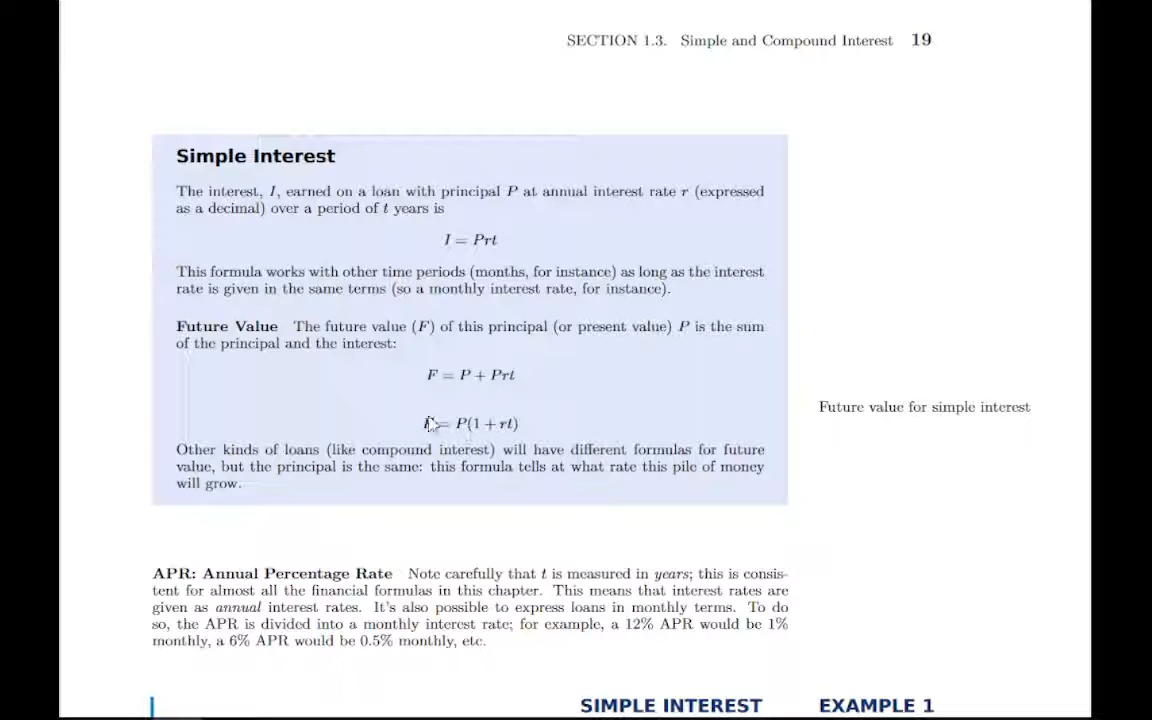 SECTION 1.3. Simple and Compound Interest 19
Simple Interest
The interest, I, earned on a loan with principal P at annual interest rate r (expressed
as a decimal) over a period of t years is
I = Prt
This formula works with other time periods (months, for instance) as long as the interest
rate is given in the same terms (so a monthly interest rate, for instance).
Future Value The future value (F) of this principal (or present value) P is the sum
of the principal and the interest:
F = P + Prt
= P(1 + rt)
Future value for simple interest
Other kinds of loans (like compound interest) will have different formulas for future
value, but the principal is the same: this formula tells at what rate this pile of money
will grow.
APR: Annual Percentage Rate Note carefully that t is measured in years; this is consis-
tent for almost all the financial formulas in this chapter. This means that interest rates are
given as annual interest rates. It's also possible to express loans in monthly terms. To do
so, the APR is divided into a monthly interest rate; for example, a 12% APR would be 1%
monthly, a 6% APR would be 0.5% monthly, etc.
SIMPLE INTEREST EXAMPLE 1